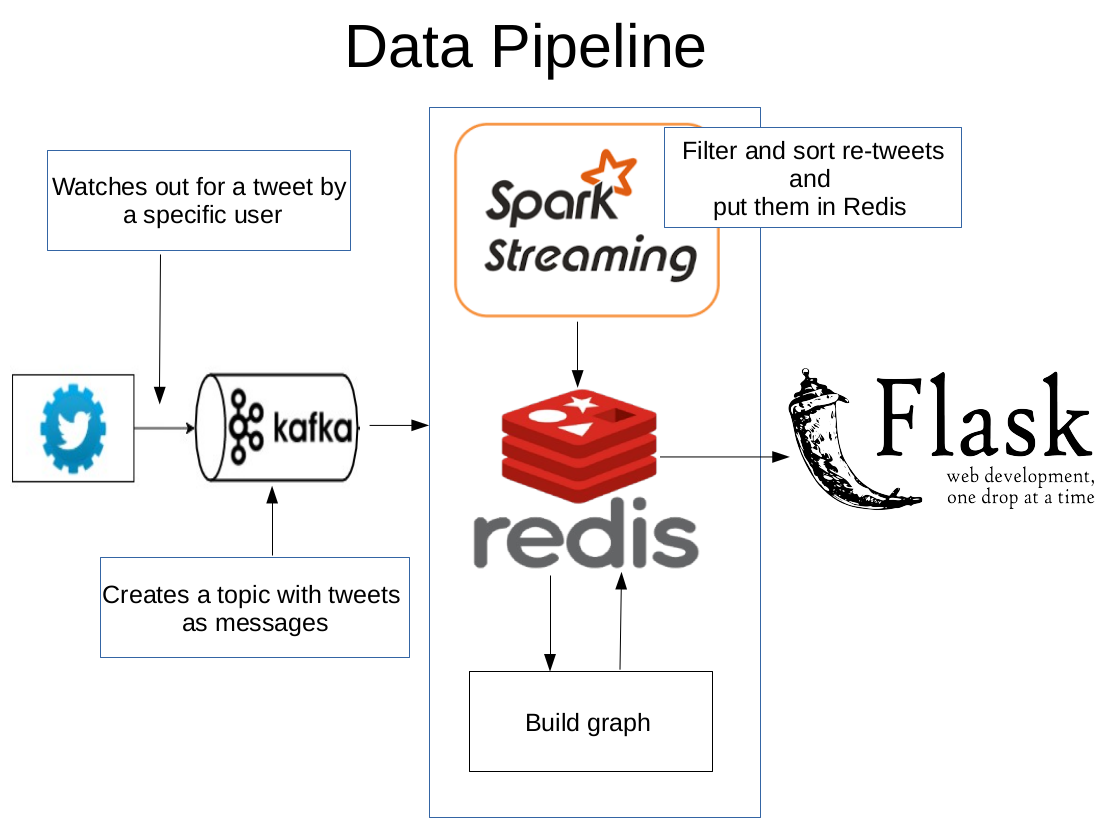 Data Pipeline
Watches out for a tweet by
a specific user
Spark
Streaming
Filter and sort re-tweets
and
put them in Redis
kafka
redis
Flask
web development,
one drop at a time
Creates a topic with tweets
as messages
Build graph